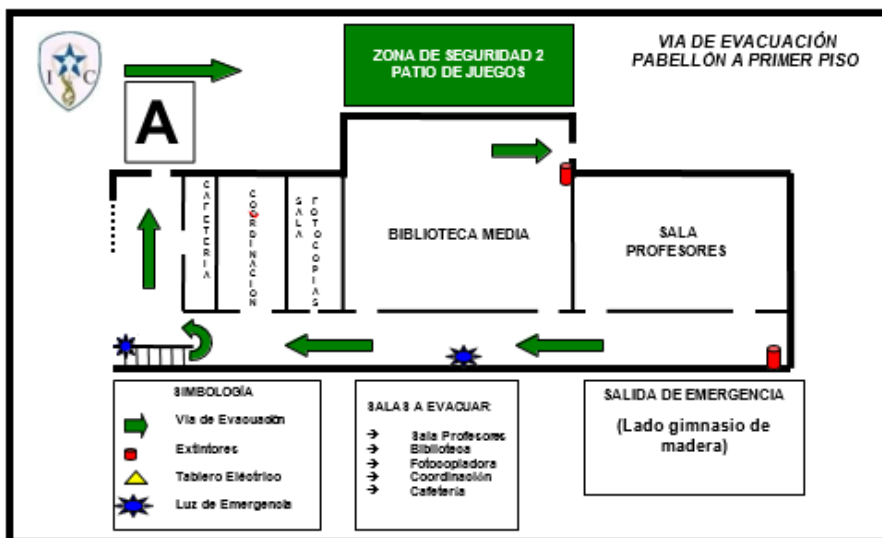 I C
ZONA DE SEGURIDAD 2
PATIO DE JUEGOS
VIA DE EVACUACIÓN
PABELLÓN A PRIMER PISO
A
CAFETERIA
COORDINACION
SALA
FOTOCOPIAS
BIBLIOTECA MEDIA
SALA
PROFESORES
SIMBOLOGÍA
Vía de Evacuación
Extintores
Tablero Eléctrico
Luz de Emergencia
SALAS A EVACUAR:
→ Sala Profesores
→ Biblioteca
→ Fotocopiadora
→ Coordinación
→ Cafetería
SALIDA DE EMERGENCIA
(Lado gimnasio de
madera)